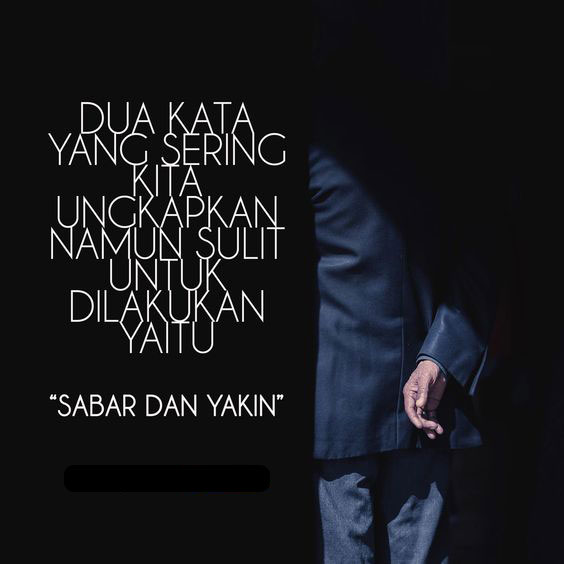 DUA KATA
YANG SERING
KITA
UNGKAPKAN
NAMUN SULIT
UNTUK
DILAKUKAN
YAITU
“SABAR DAN YAKIN”